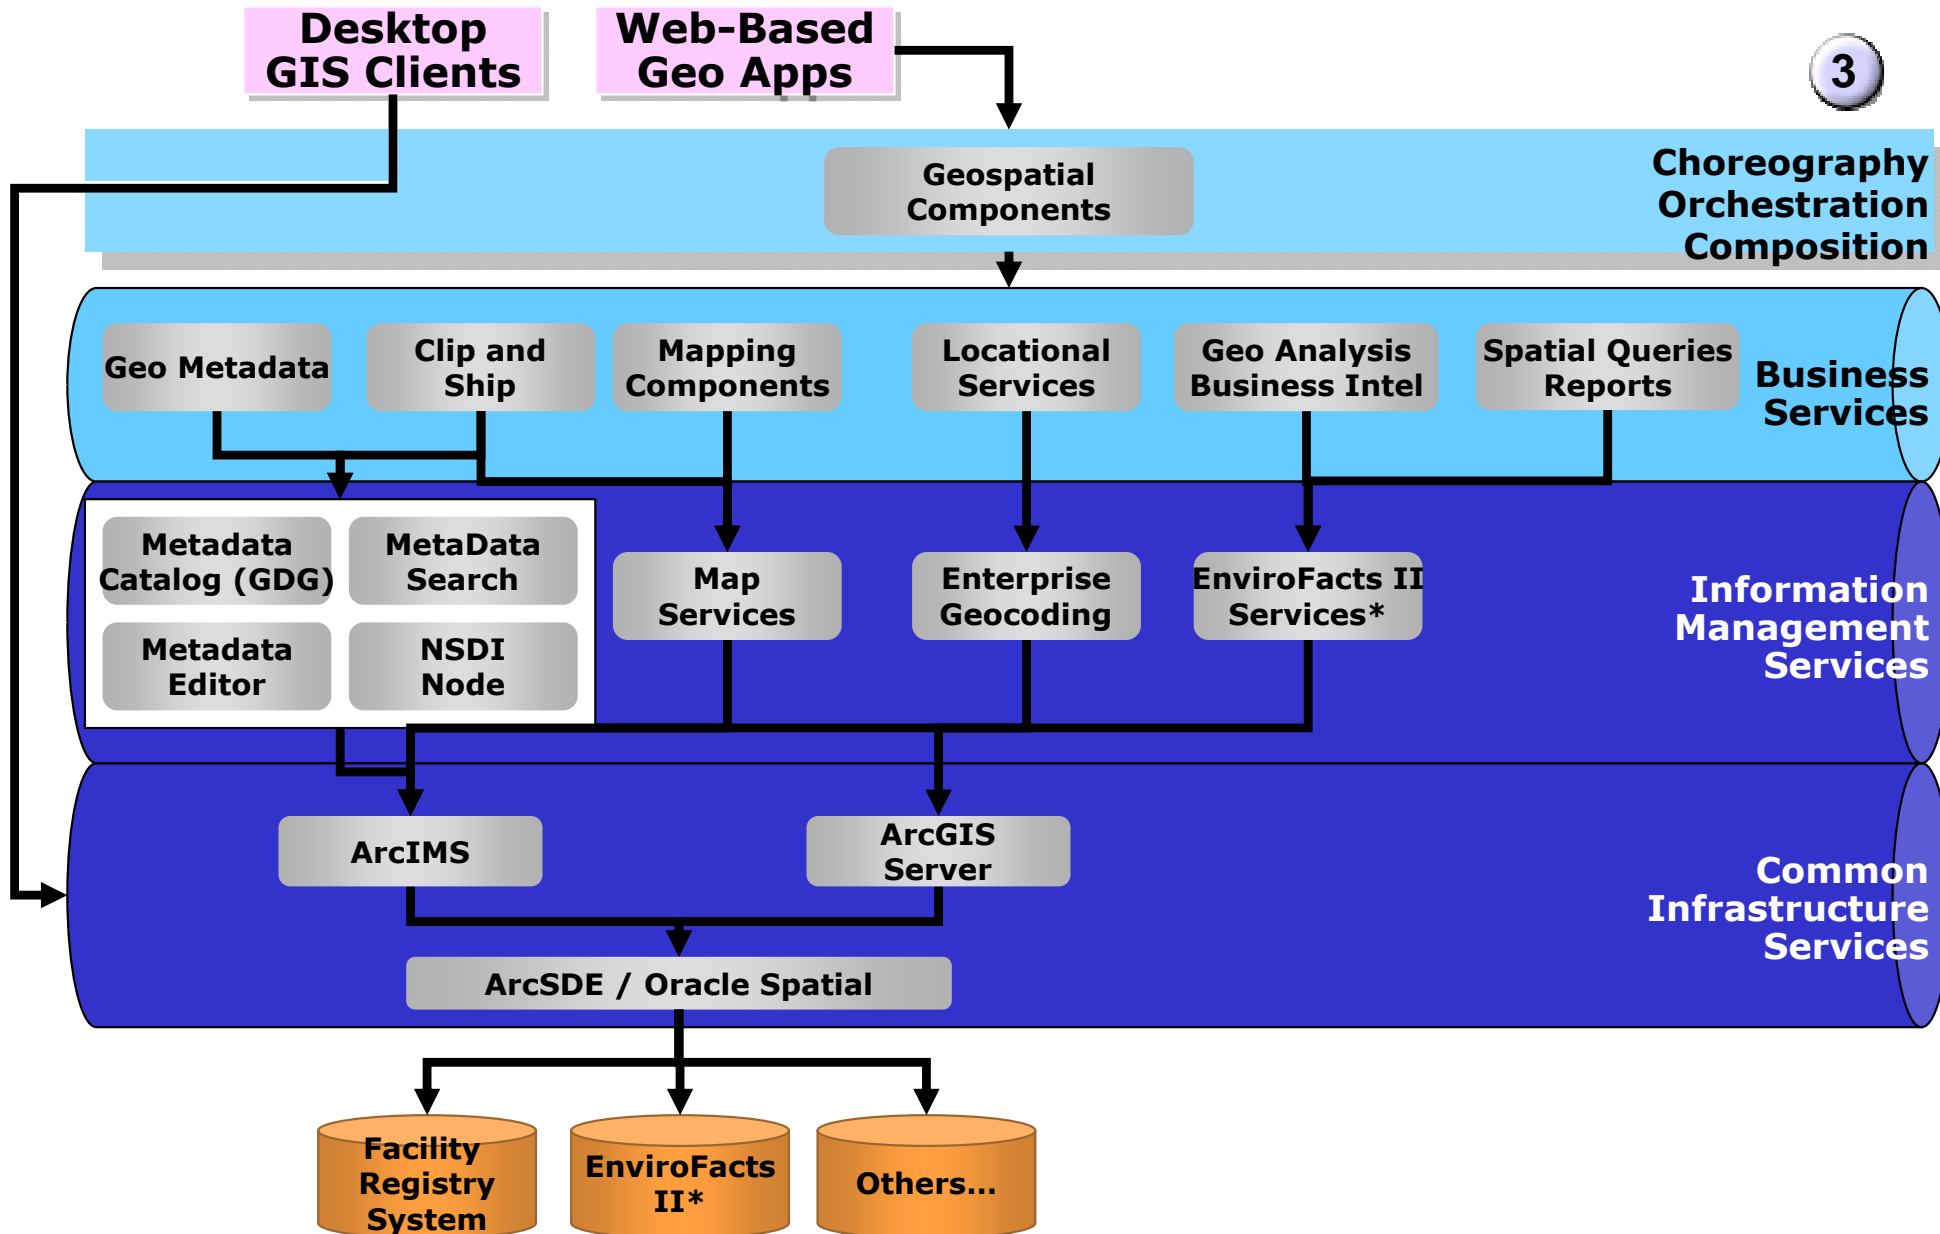 Desktop
GIS Clients
Web-Based
Geo Apps
3
Geospatial
Components
Choreography
Orchestration
Composition
Geo Metadata
Clip and
Ship
Mapping
Components
Locational
Services
Geo Analysis
Business Intel
Spatial Queries
Reports
Business
Services
Metadata
Catalog (GDG)
MetaData
Search
Metadata
Editor
NSDI
Node
Map
Services
Enterprise
Geocoding
EnviroFacts II
Services*
Information
Management
Services
ArcIMS
ArcGIS
Server
Common
Infrastructure
Services
ArcSDE / Oracle Spatial
Facility
Registry
System
EnviroFacts
II*
Others...